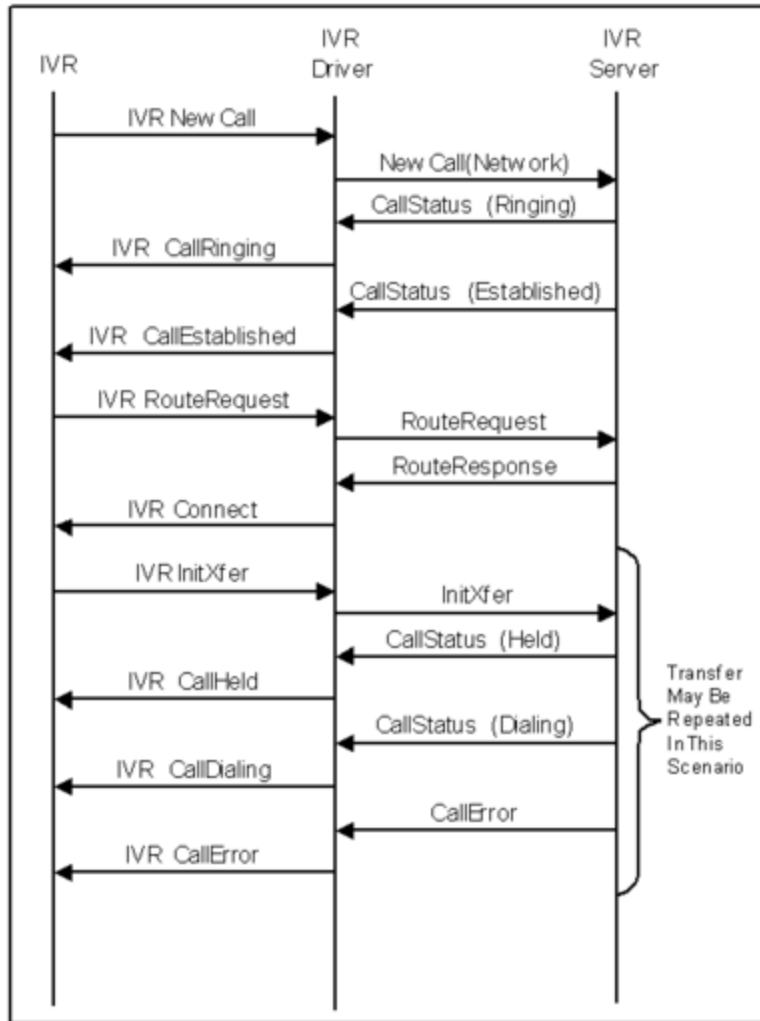 IVR
IVR
Driver
IVR
Server
IVR New Call
New Call(Network)
CallStatus (Ringing)
IVR CallRinging
CallStatus (Established)
IVR CallEstablished
IVR RouteRequest
RouteRequest
RouteResponse
IVR Connect
IVR InitXfer
InitXfer
CallStatus (Held)
IVR CallHeld
CallStatus (Dialing)
IVR CallDialing
CallError
IVR CallError
Transfer
May Be
Repeated
In This
Scenario